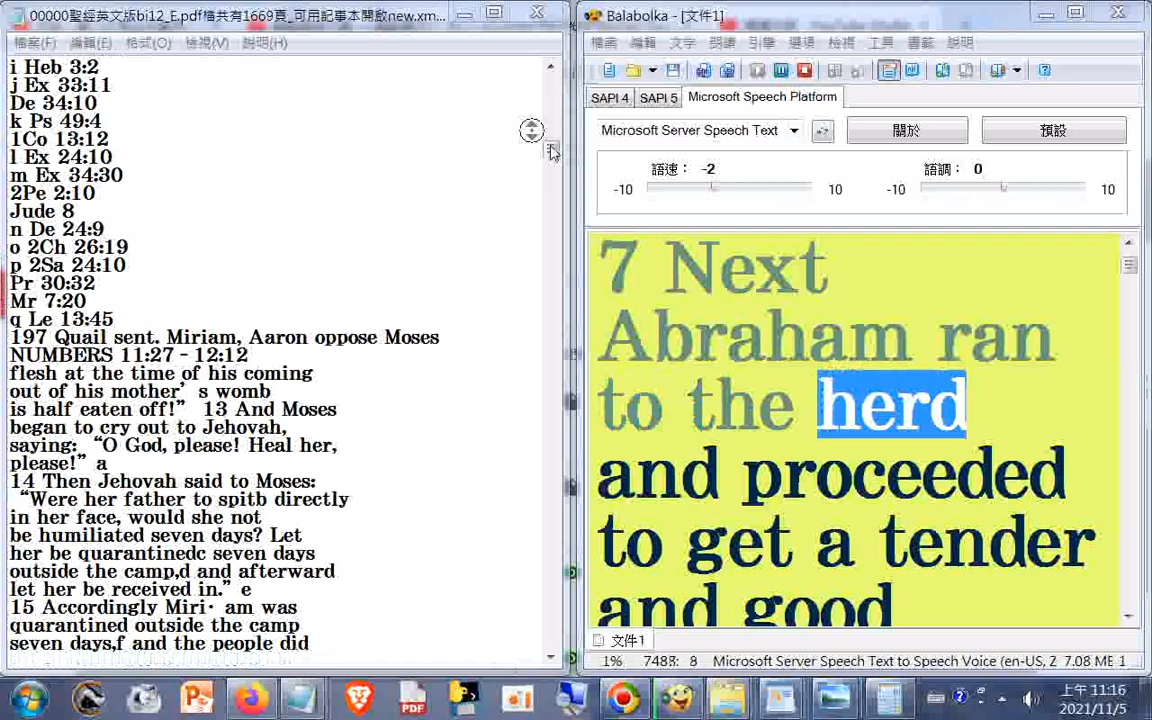 00000聖經英文版bi12_E.pdf檔共有1669頁_可用記事本開啟new.xm...
檔案(F) 編輯(E) 格式(O) 檢視(V) 說明(H)
i Heb 3:2
j Ex 33:11
De 34:10
k Ps 49:4
1Co 13:12
l Ex 24:10
m Ex 34:30
2Pe 2:10
Jude 8
n De 24:9
o 2Ch 26:19
p 2Sa 24:10
Pr 30:32
Mr 7:20
q Le 13:45
197 Quail sent. Miriam, Aaron oppose Moses
NUMBERS 11:27 - 12:12
flesh at the time of his coming
out of his mother’s womb
is half eaten off!” 13 And Moses
began to cry out to Jehovah,
saying: “O God, please! Heal her,
please!” a
14 Then Jehovah said to Moses:
“Were her father to spitb directly
in her face, would she not
be humiliated seven days? Let
her be quarantinedc seven days
outside the camp,d and afterward
let her be received in.” e
15 Accordingly Miri· am was
quarantined outside the camp
seven days,f and the people did
Balabolka - [文件1]
檔案 編輯 文字 朗讀 引擎 選項 檢視 工具 書籤 說明
SAPI 4 SAPI 5 Microsoft Speech Platform
Microsoft Server Speech Text 關於 預設
語速： -2 語調： 0
-10 10 -10 10
7 Next
Abraham ran
to the herd
and proceeded
to get a tender
and good
文件1
1% 748: 8 Microsoft Server Speech Text to Speech Voice (en-US, Z 7.08 ME 1
PDF
上午 11:16
2021/11/5